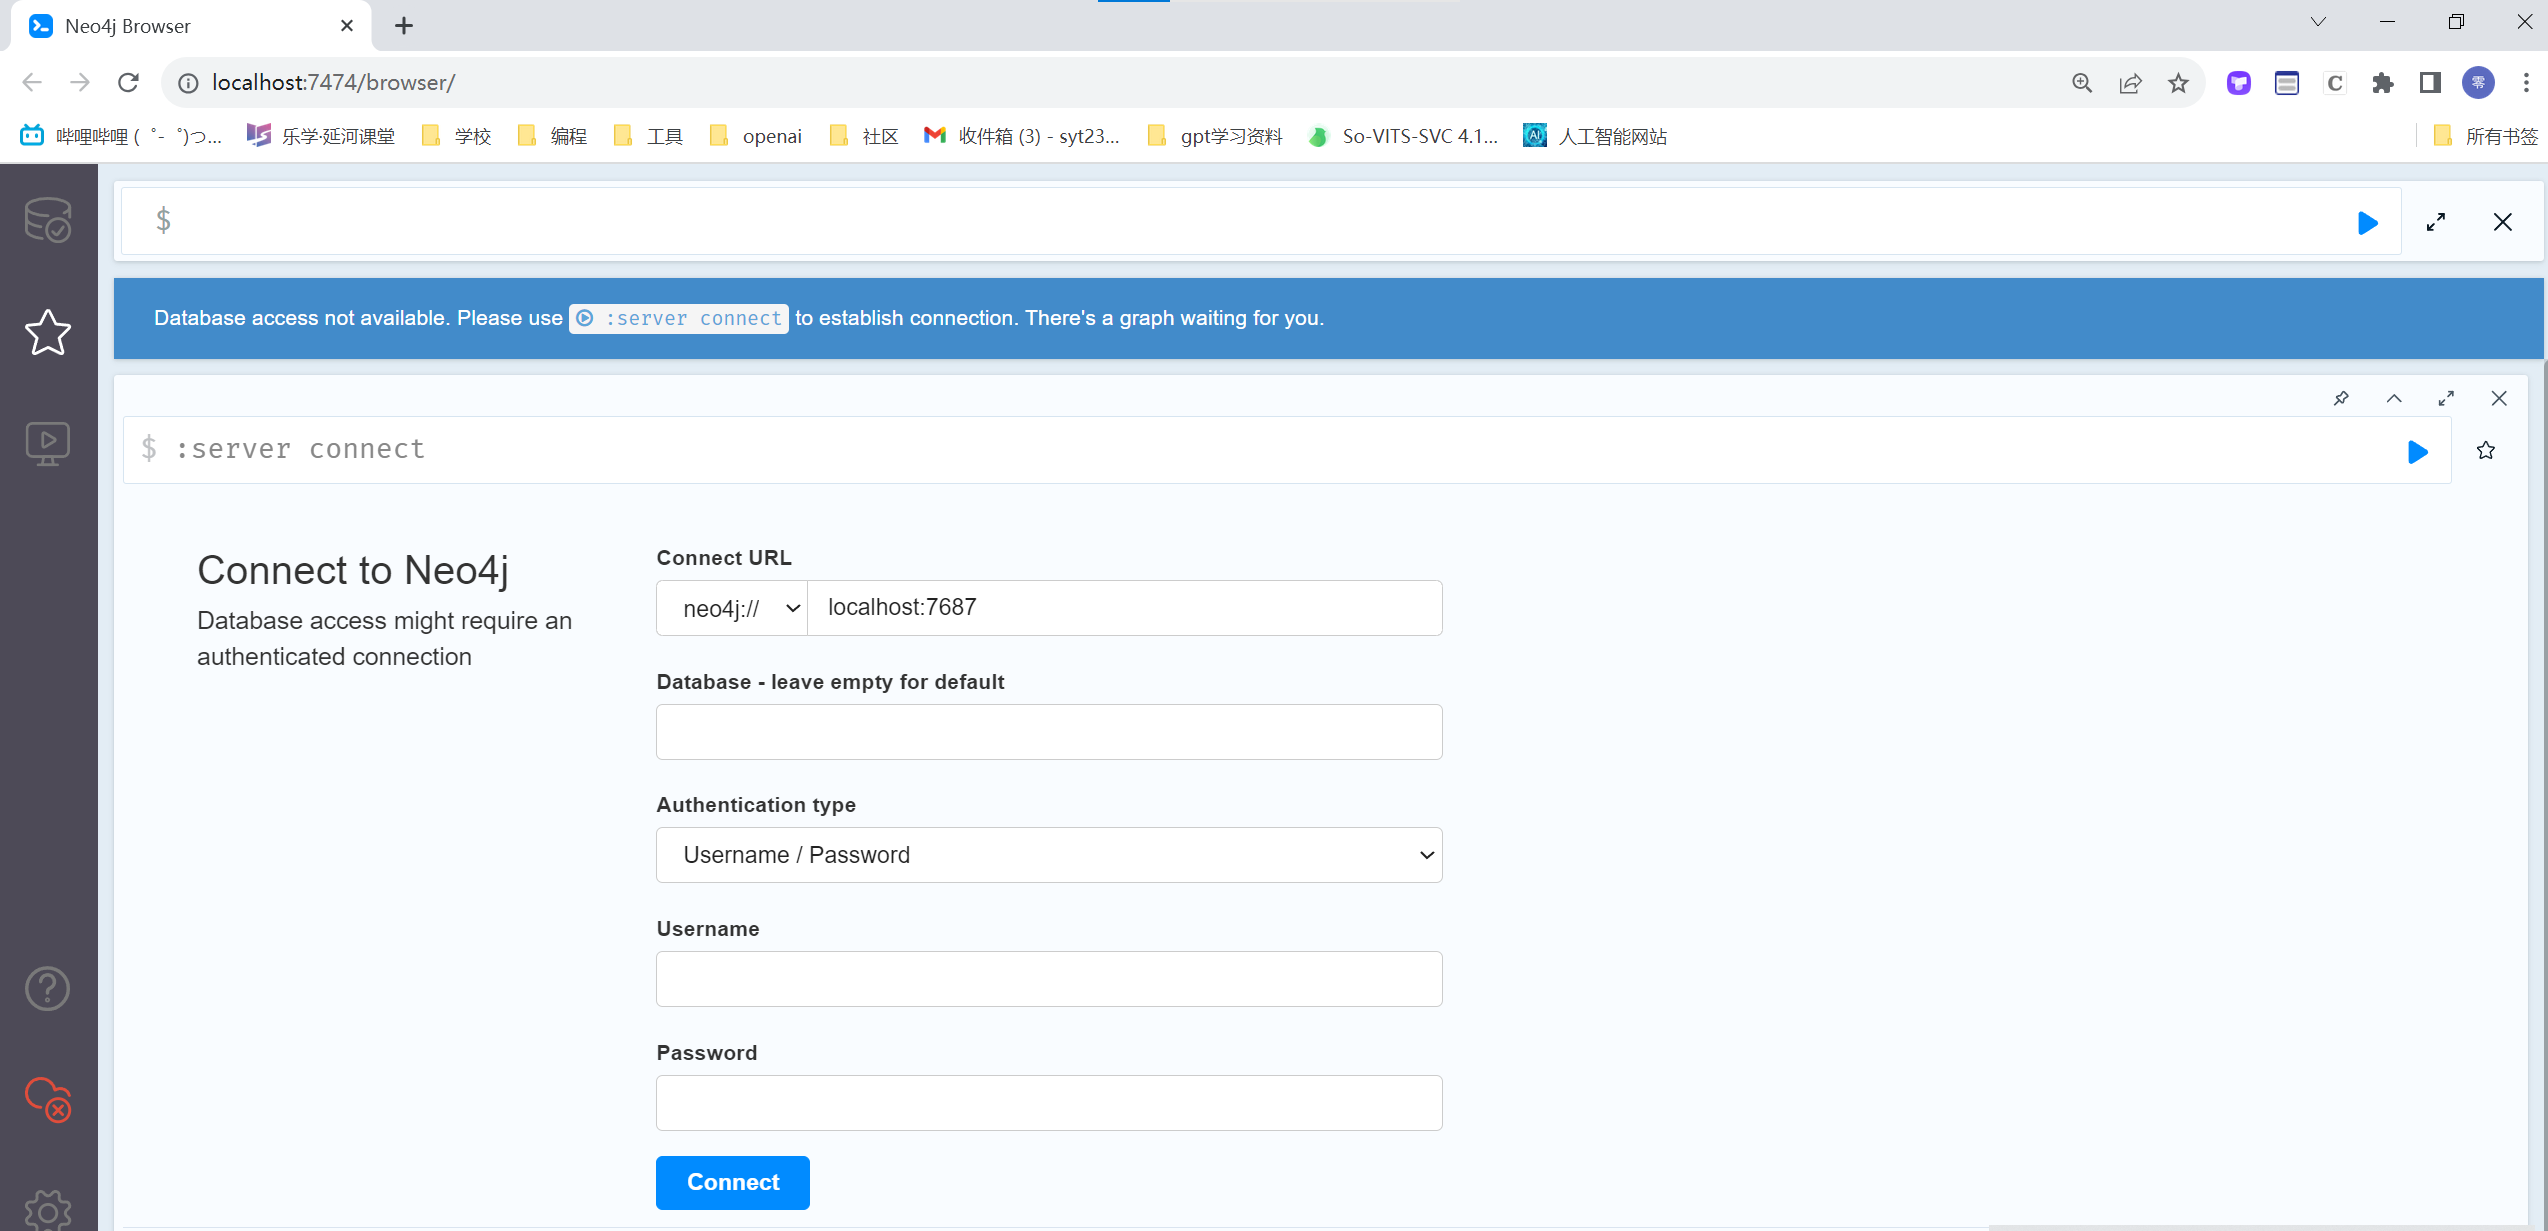 Neo4j Browser
localhost:7474/browser/
零
哔哩哔哩 (゜-゜)つ...
乐学·延河课堂
学校
编程
工具
openai
社区
收件箱 (3) - syt23...
gpt学习资料
So-VITS-SVC 4.1...
AI
人工智能网站
所有书签
$
Database access not available. Please use :server connect to establish connection. There's a graph waiting for you.
$ :server connect
Connect to Neo4j
Database access might require an
authenticated connection
Connect URL
neo4j://
localhost:7687
Database - leave empty for default
Authentication type
Username / Password
Username
Password
Connect